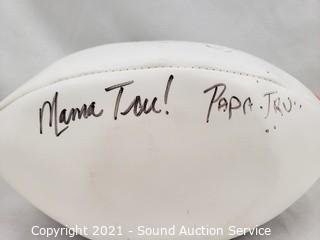 Mama Tru! Papa Tru
Copyright 2021 - Sound Auction Service